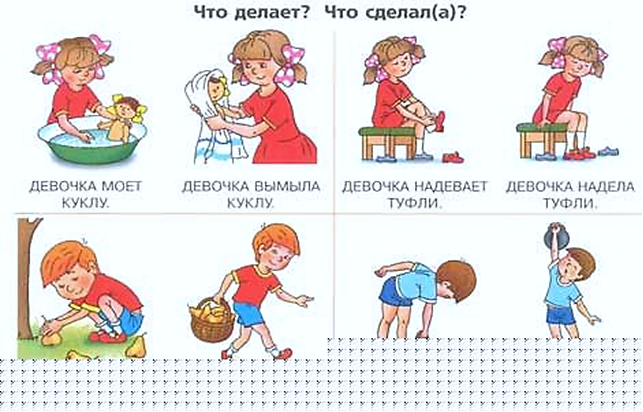 Что делает? Что сделал(а)?
ДЕВОЧКА МОЕТ
КУКЛУ.
ДЕВОЧКА ВЫМЫЛА
КУКЛУ.
ДЕВОЧКА НАДЕВАЕТ
ТУФЛИ.
ДЕВОЧКА НАДЕЛА
ТУФЛИ.